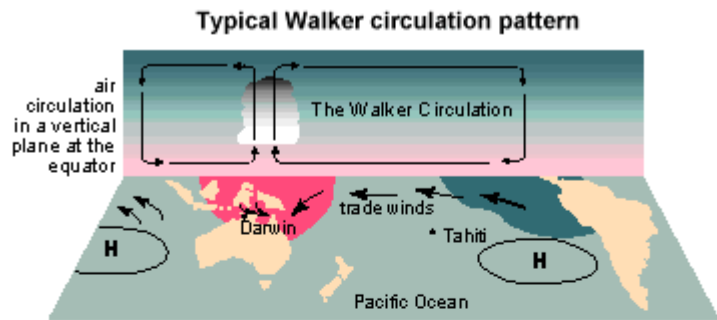 Typical Walker circulation pattern
air
circulation
in a vertical
plane at the
equator
The Walker Circulation
trade winds
Darwin
Tahiti
H
H
Pacific Ocean